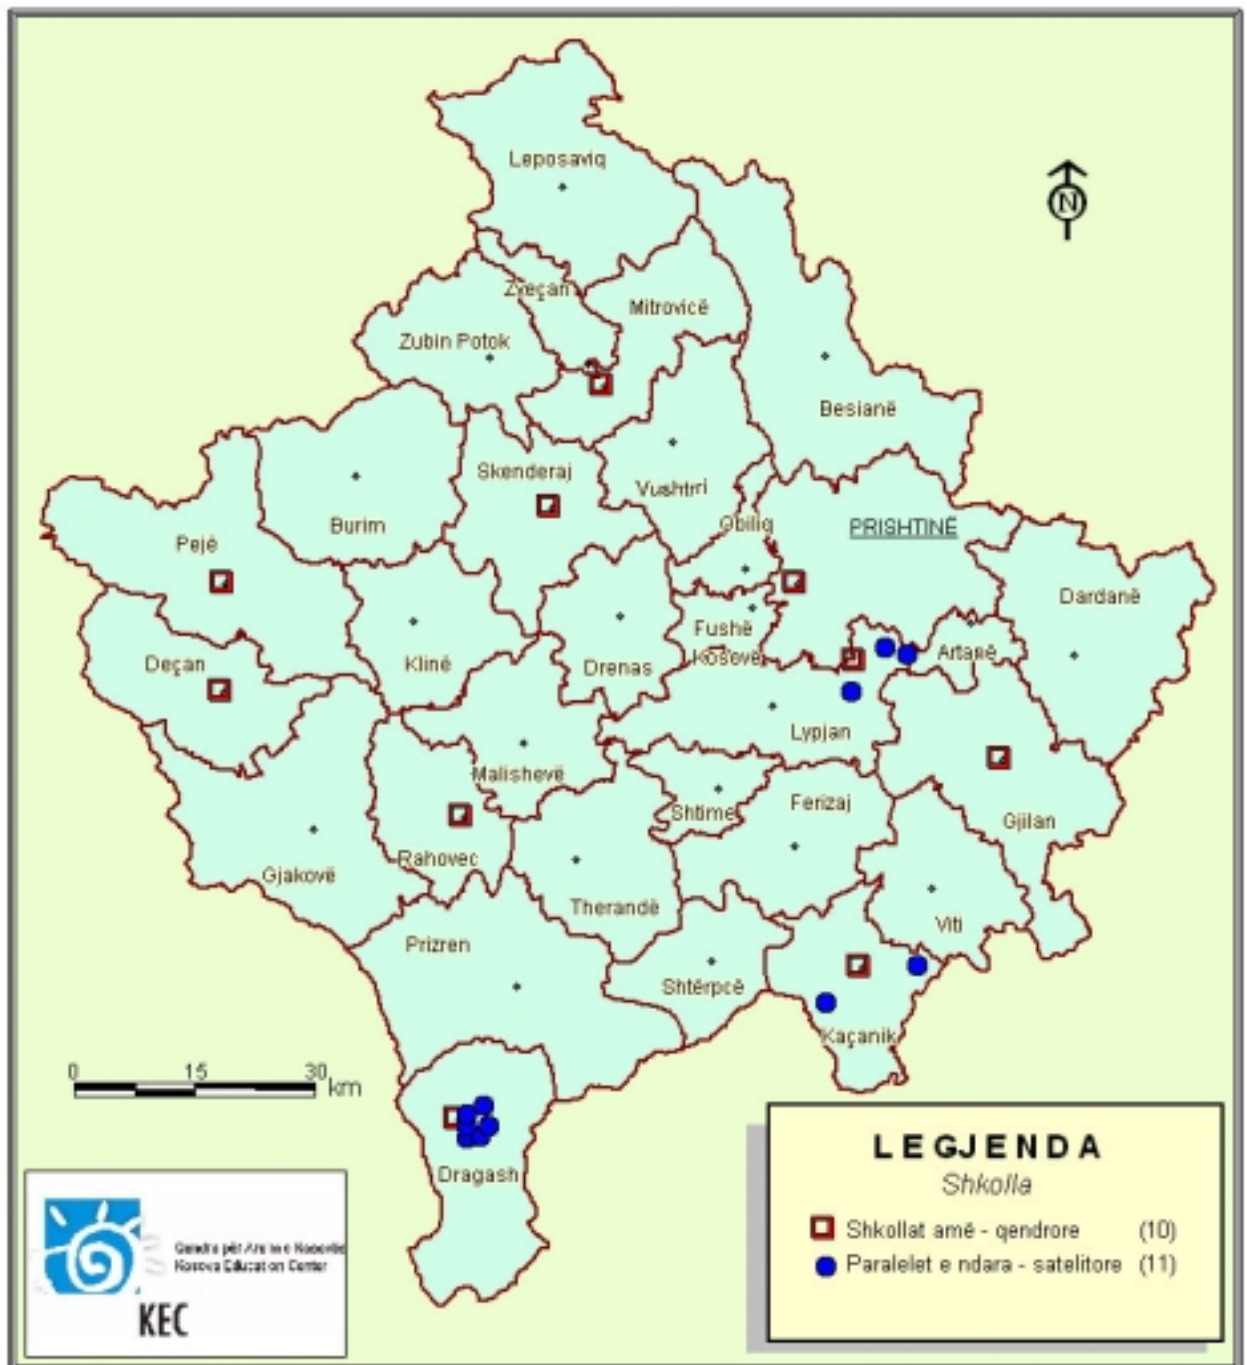 Leposaviq
N
Zveçan
Mitrovicë
Zubin Potok
Besianë
Skenderaj
Vushtrri
Burim
Obiliq
PRISHTINË
Pejë
Dardanë
Fushë
Kosovë
Deçan
Klinë
Drenas
Artanë
Lypjan
Malishevë
Shtime
Ferizaj
Gjilan
Rahovec
Gjakovë
Therandë
Viti
Prizren
Shtërpcë
Kaçanik
0 15 30
km
Dragash
LEGJENDA
Shkolla
Shkollat amë - qendrore (10)
Paralelet e ndara - satelitore (11)
Kosova Education Center
KEC